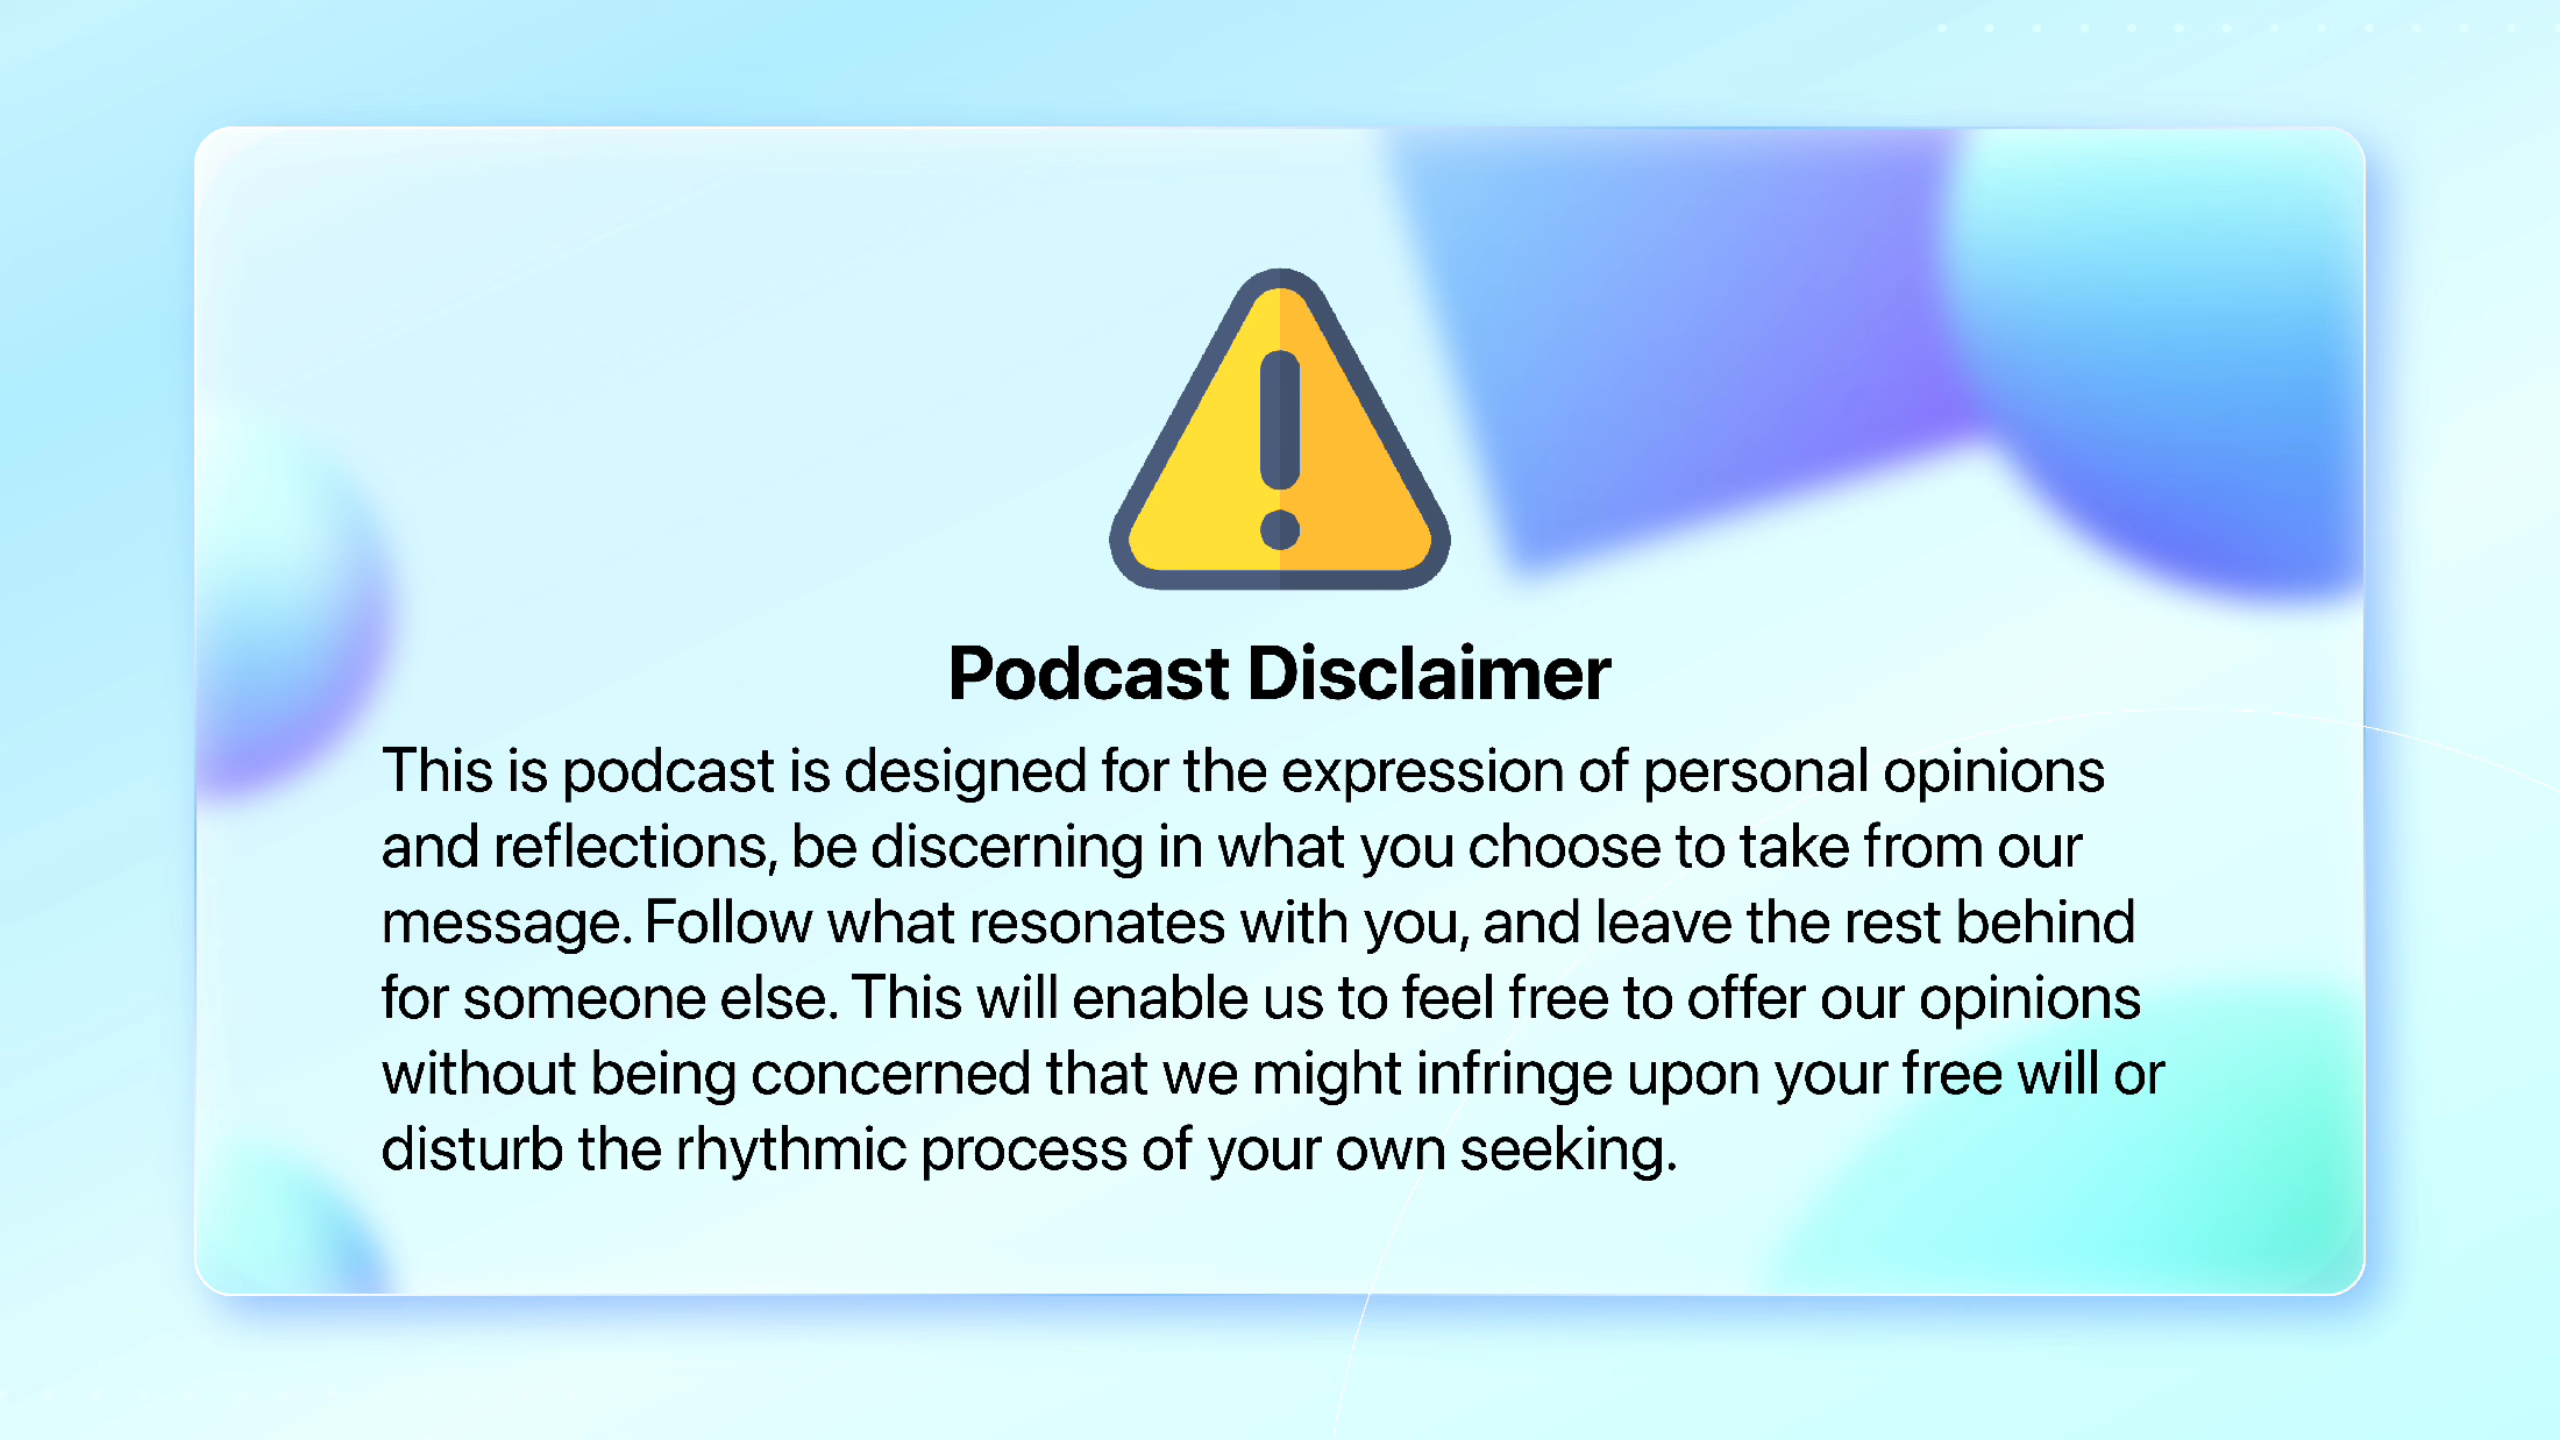 Podcast Disclaimer
This is podcast is designed for the expression of personal opinions
and reflections, be discerning in what you choose to take from our
message. Follow what resonates with you, and leave the rest behind
for someone else. This will enable us to feel free to offer our opinions
without being concerned that we might infringe upon your free will or
disturb the rhythmic process of your own seeking.